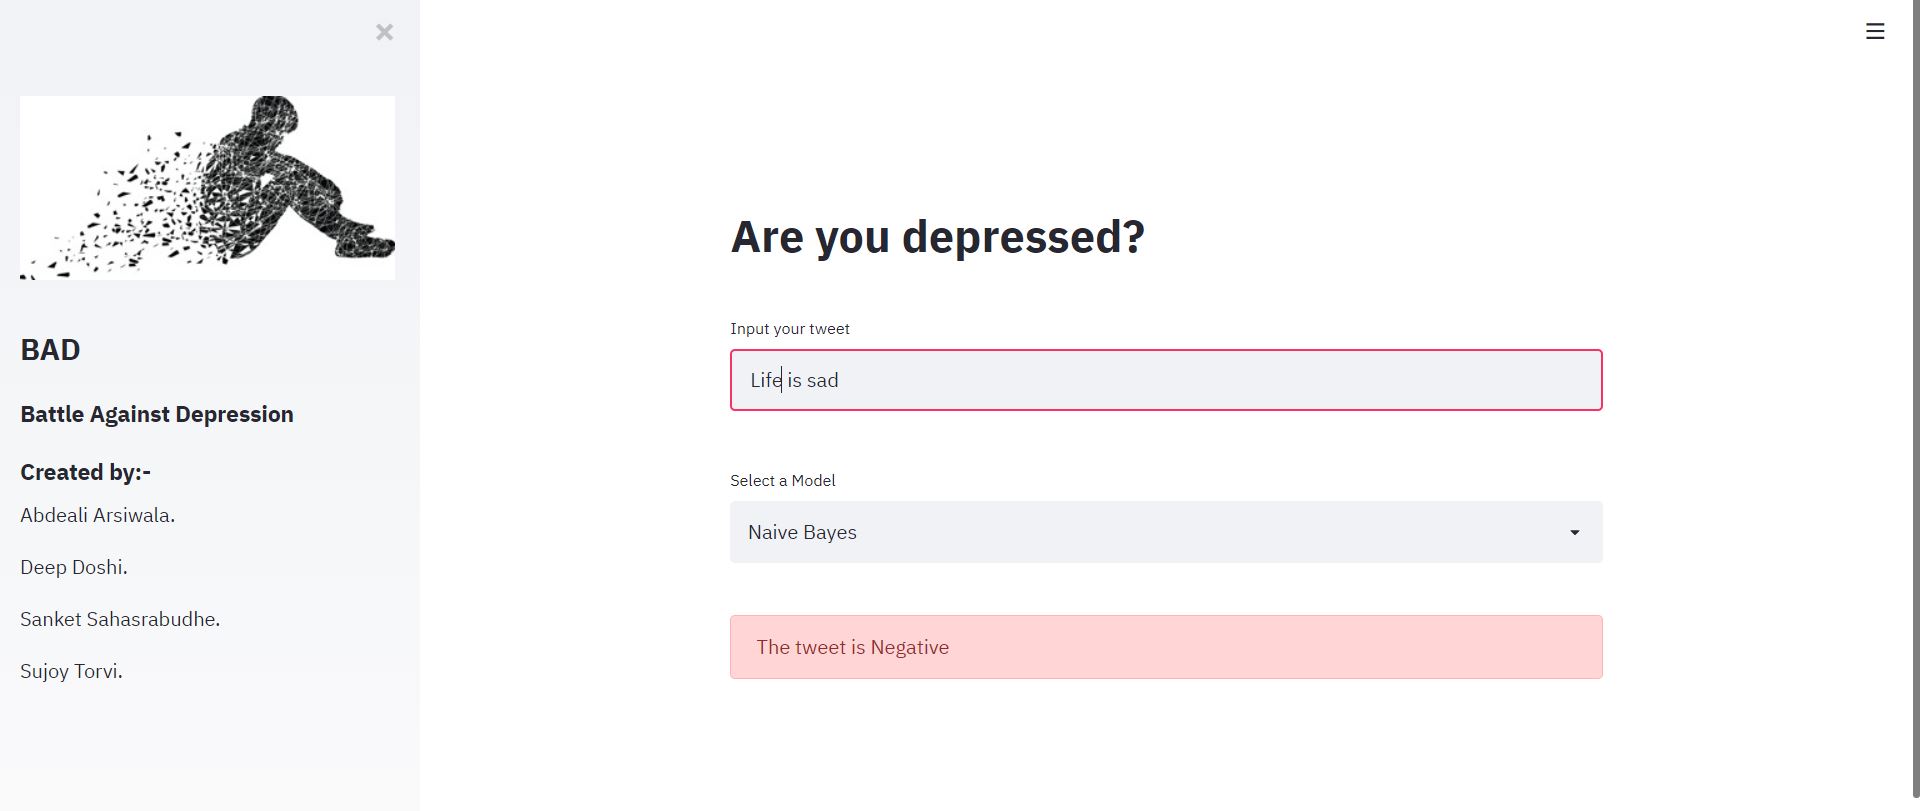 BAD
Battle Against Depression
Created by:-
Abdeali Arsiwala.
Deep Doshi.
Sanket Sahasrabudhe.
Sujoy Torvi.
Are you depressed?
Input your tweet
Life is sad
Select a Model
Naive Bayes
The tweet is Negative